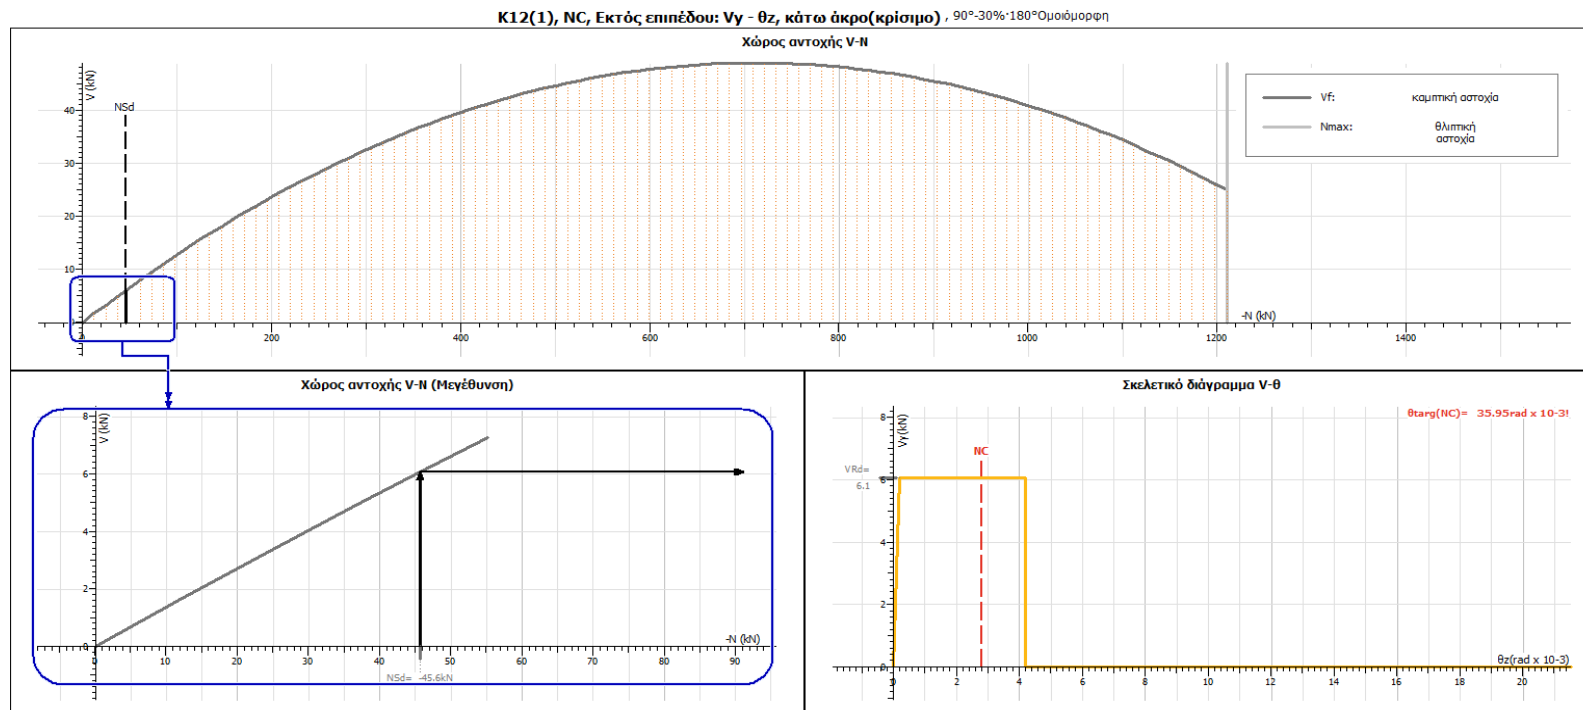 K12(1), NC, Εκτός επιπέδου: Vy - θz, κάτω άκρο(κρίσιμο) , 90°-30%-180°Ομοιόμορφη
Χώρος αντοχής V-N
V (kN)
NSd
40
30
20
10
0
0
200
400
600
800
1000
1200
1400
-N (kN)
Vf: καμπτική αστοχία
Nmax: θλιπτική
αστοχία
Χώρος αντοχής V-N (Μεγέθυνση)
V (kN)
8
6
4
2
0
0
10
20
30
40
50
60
70
80
90
-N (kN)
NSd= -45.6kN
Σκελετικό διάγραμμα V-θ
θtarg(NC)= 35.95rad x 10-3!
Vy(kN)
NC
VRd=
6.1
8
6
4
2
0
0
2
4
6
8
10
12
14
16
18
20
θz(rad x 10-3)